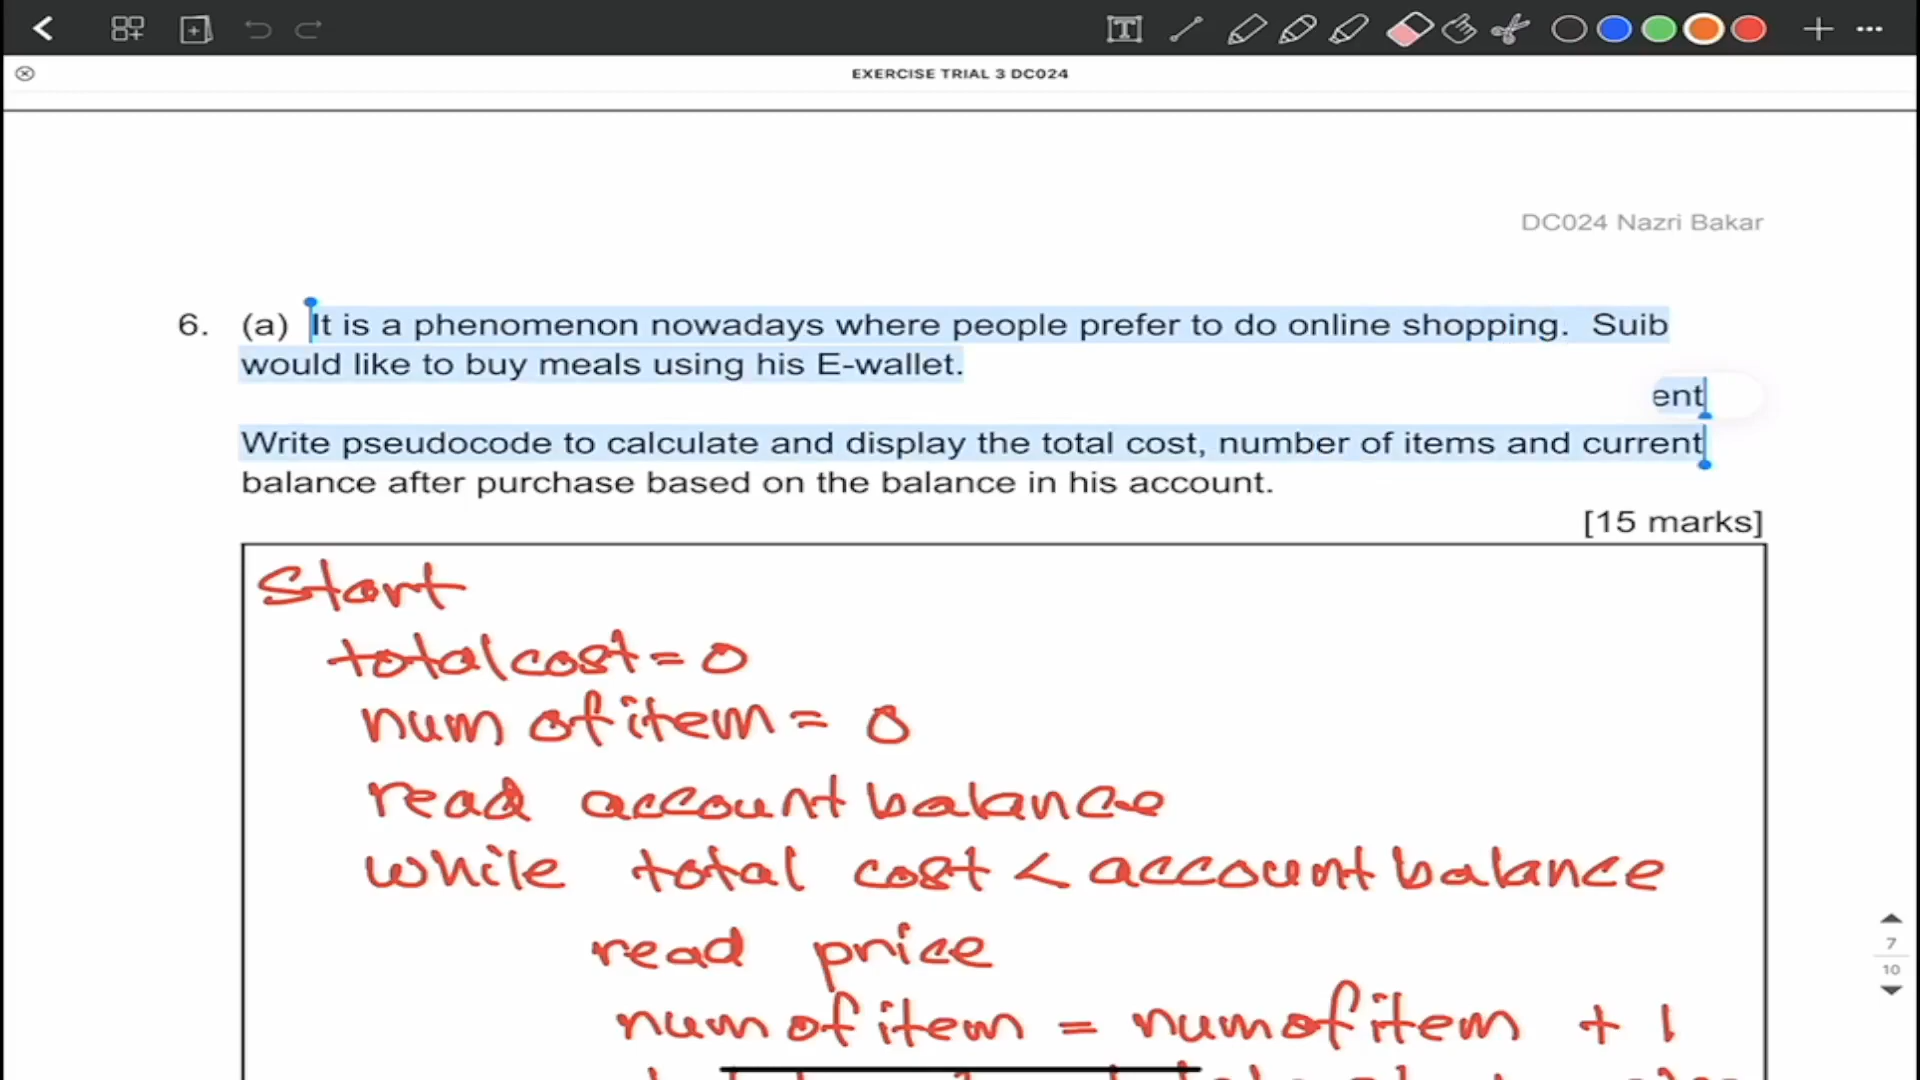 EXERCISE TRIAL 3 DC024
DC024 Nazri Bakar
6. (a) It is a phenomenon nowadays where people prefer to do online shopping. Suib
would like to buy meals using his E-wallet.
ent
Write pseudocode to calculate and display the total cost, number of items and current
balance after purchase based on the balance in his account.
[15 marks]
Start
totalcost = 0
num of item = 0
read account balance
while total cost < account balance
read price
num of item = num of item + 1
7
10